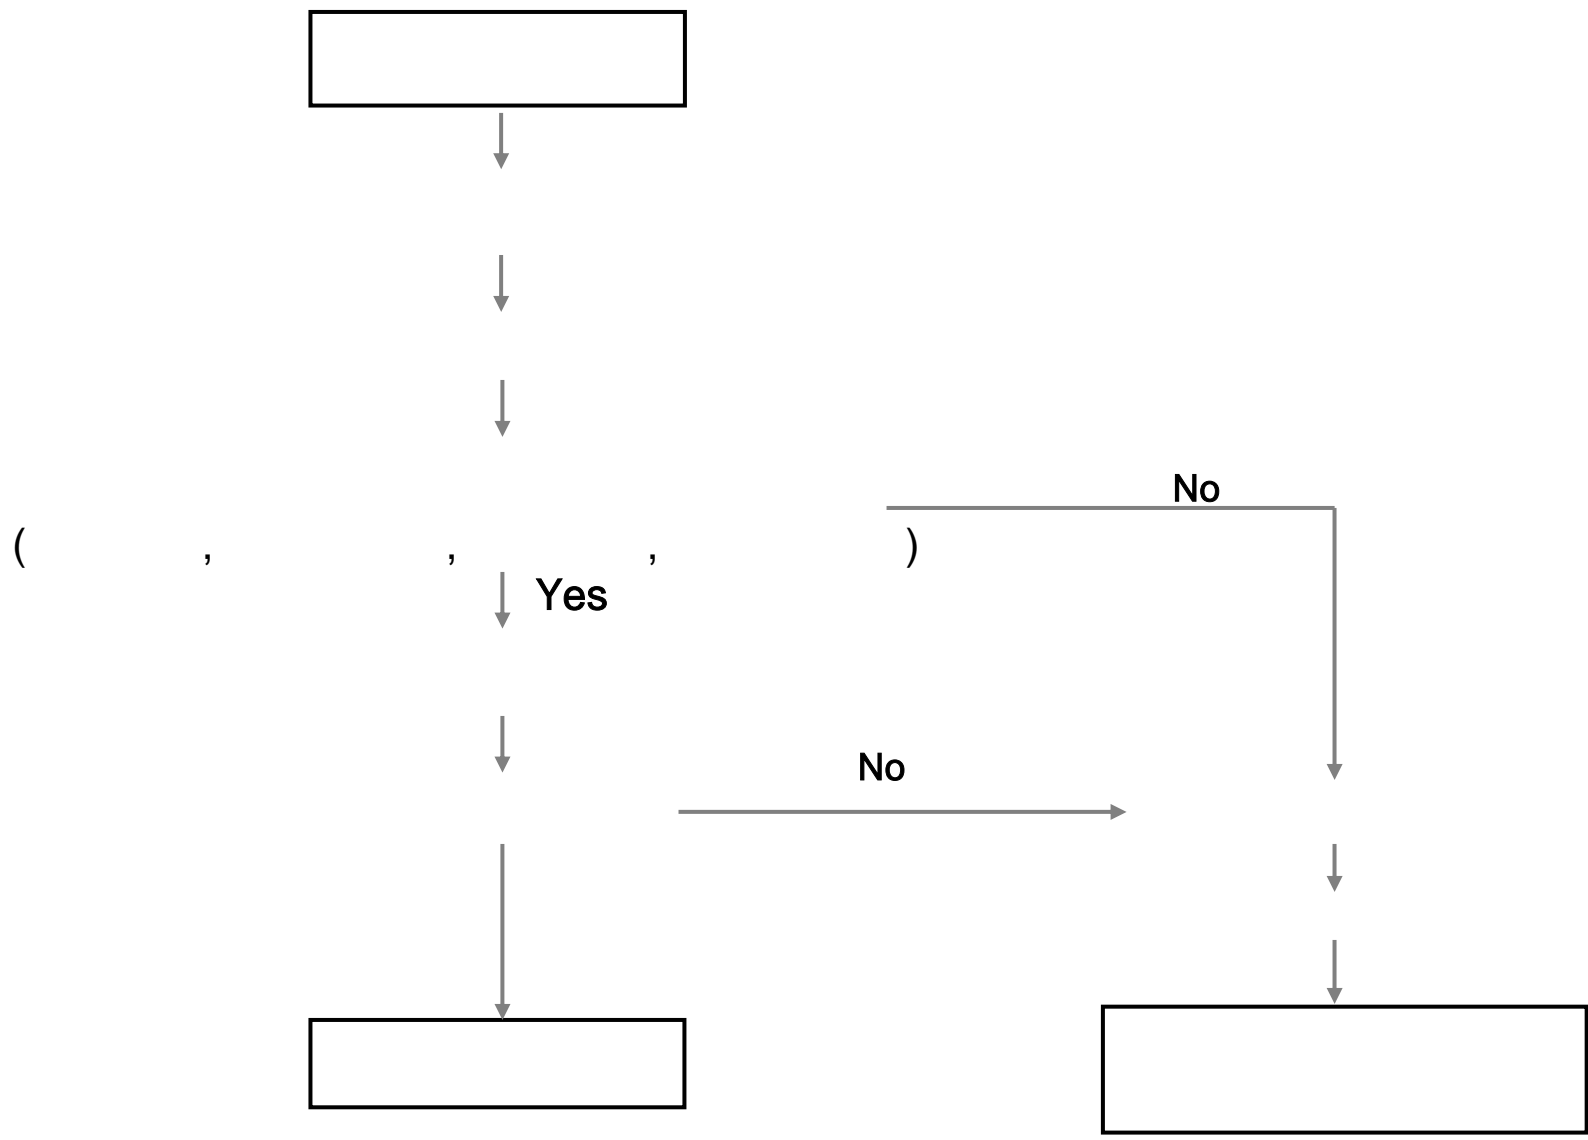 No
( , , , )
Yes
No